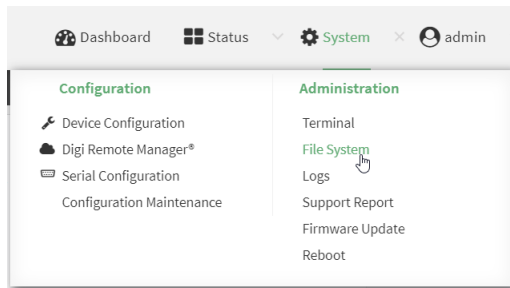 Dashboard Status System admin
Configuration
Device Configuration
Digi Remote Manager®
Serial Configuration
Configuration Maintenance
Administration
Terminal
File System
Logs
Support Report
Firmware Update
Reboot